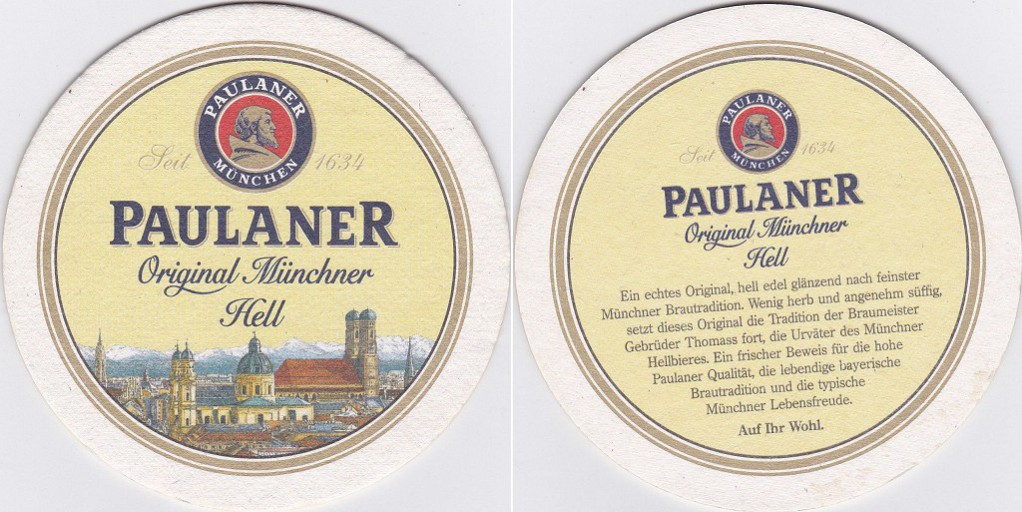 PAULANER
MÜNCHEN
Seit 1634
PAULANER
Original Münchner
Hell
PAULANER
MÜNCHEN
Seit 1634
PAULANER
Original Münchner
Hell
Ein echtes Original, hell edel glänzend nach feinster
Münchner Brautradition. Wenig herb und angenehm süffig,
setzt dieses Original die Tradition der Braumeister
Gebrüder Thomass fort, die Urväter des Münchner
Hellbieres. Ein frischer Beweis für die hohe
Paulaner Qualität, die lebendige bayerische
Brautradition und die typische
Münchner Lebensfreude.
Auf Ihr Wohl.